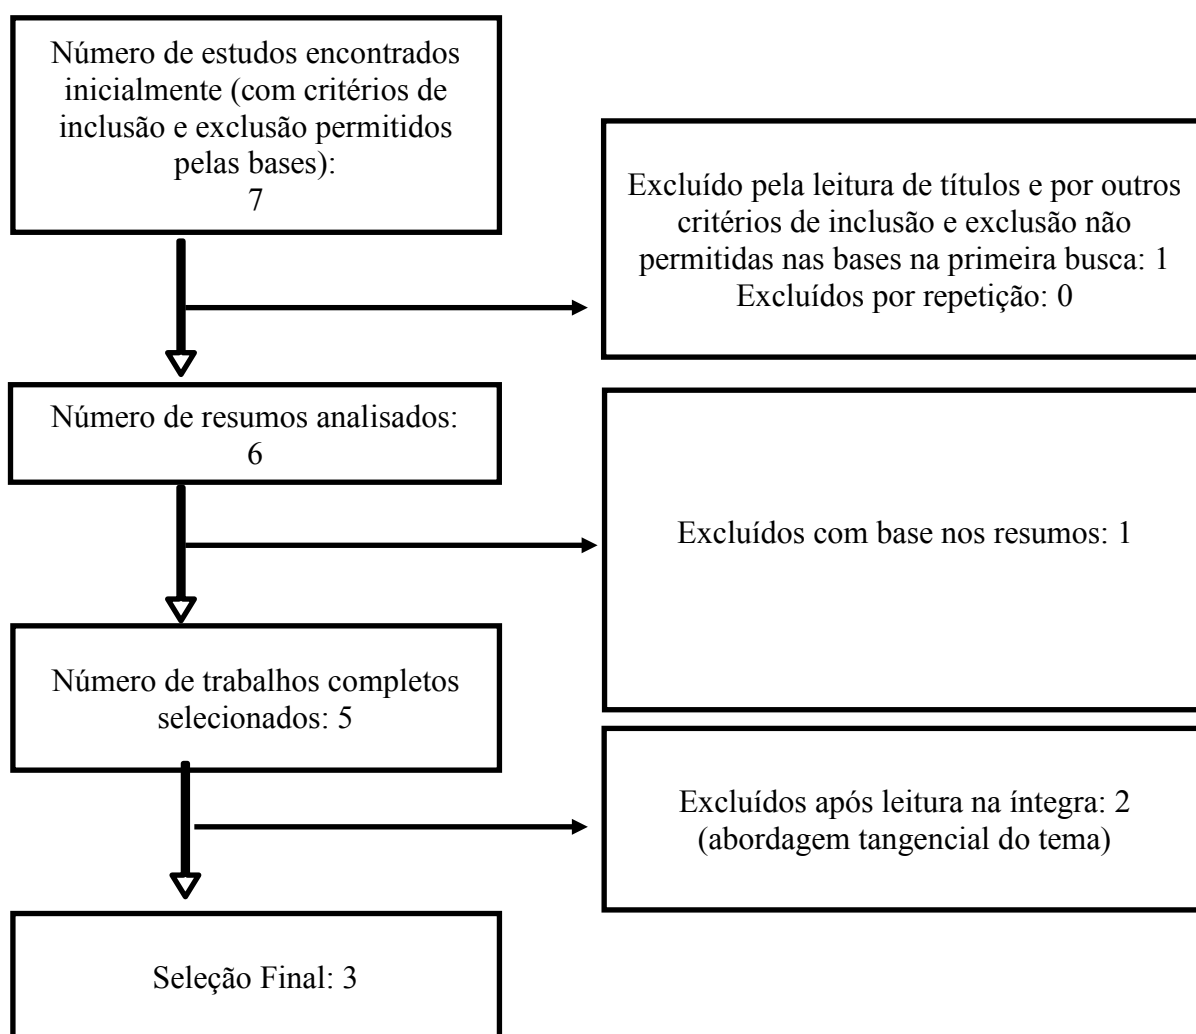 Número de estudos encontrados
inicialmente (com critérios de
inclusão e exclusão permitidos
pelas bases):
7
Excluído pela leitura de títulos e por outros
critérios de inclusão e exclusão não
permitidas nas bases na primeira busca: 1
Excluídos por repetição: 0
Número de resumos analisados:
6
Excluídos com base nos resumos: 1
Número de trabalhos completos
selecionados: 5
Excluídos após leitura na íntegra: 2
(abordagem tangencial do tema)
Seleção Final: 3